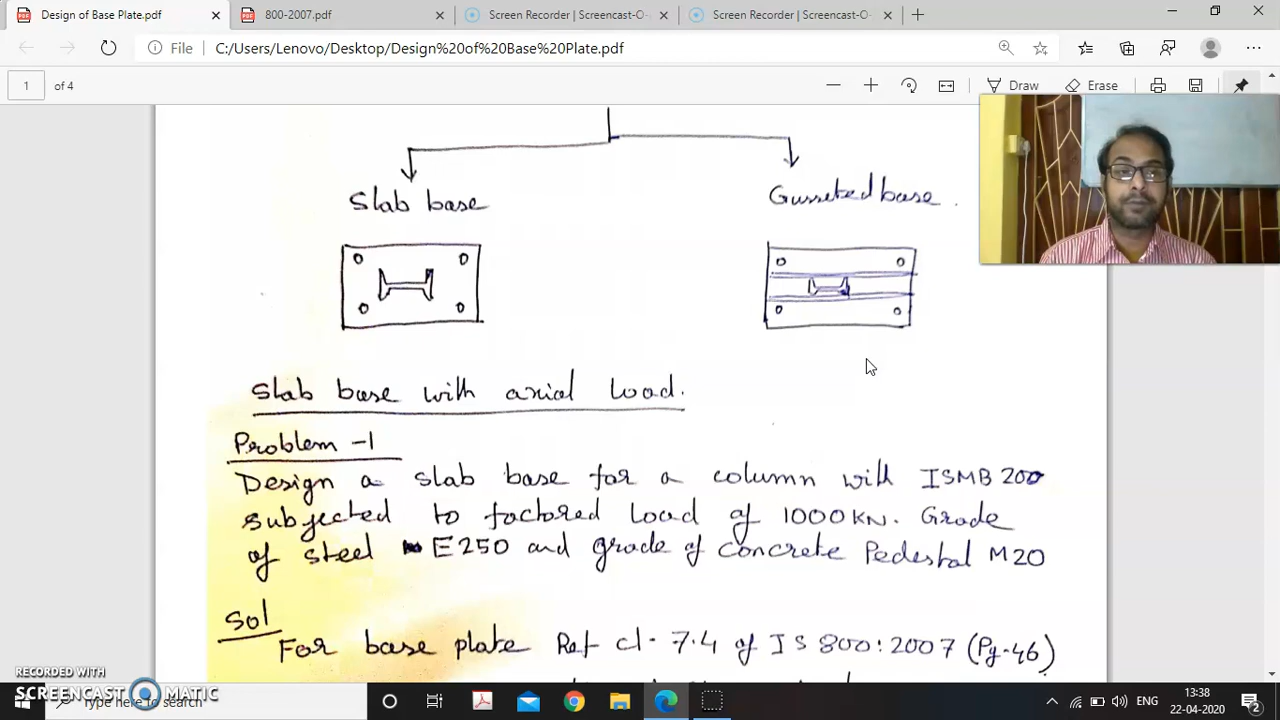 Design of Base Plate.pdf
800-2007.pdf
Screen Recorder | Screencast-O-
Screen Recorder | Screencast-O-
File
C:/Users/Lenovo/Desktop/Design%20of%20Base%20Plate.pdf
1 of 4
Draw
Erase
Slab base
Gusseted base.
Slab base with axial load.
Problem -1
Design a slab base for a column with ISMB 200
subjected to factored load of 1000KN. Grade
of steel E250 and grade of concrete Pedestal M20
Sol
For base plate Ref cl. 7.4 of IS 800:2007 (Pg-46)
RECORDED WITH
SCREENCAST MATIC
Type here to search
ENG
13:38
22-04-2020
2